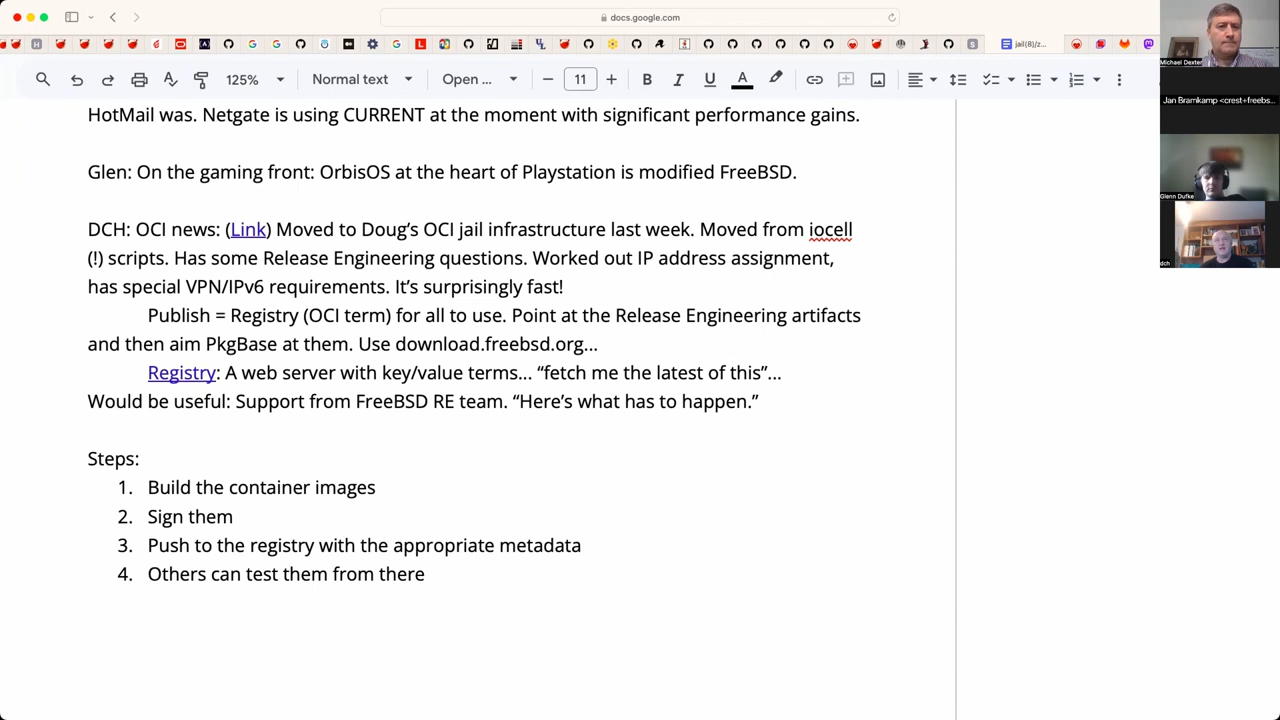 docs.google.com
jail(8)/z...
125%
Normal text
Open ...
11
HotMail was. Netgate is using CURRENT at the moment with significant performance gains.
Glen: On the gaming front: OrbisOS at the heart of Playstation is modified FreeBSD.
DCH: OCI news: (Link) Moved to Doug’s OCI jail infrastructure last week. Moved from iocell
(!) scripts. Has some Release Engineering questions. Worked out IP address assignment,
has special VPN/IPv6 requirements. It’s surprisingly fast!
Publish = Registry (OCI term) for all to use. Point at the Release Engineering artifacts
and then aim PkgBase at them. Use download.freebsd.org...
Registry: A web server with key/value terms... “fetch me the latest of this”...
Would be useful: Support from FreeBSD RE team. “Here’s what has to happen.”
Steps:
1. Build the container images
2. Sign them
3. Push to the registry with the appropriate metadata
4. Others can test them from there
Michael Dexter
Jan Bramkamp <crest+freebs...
Glenn Dufke
dch